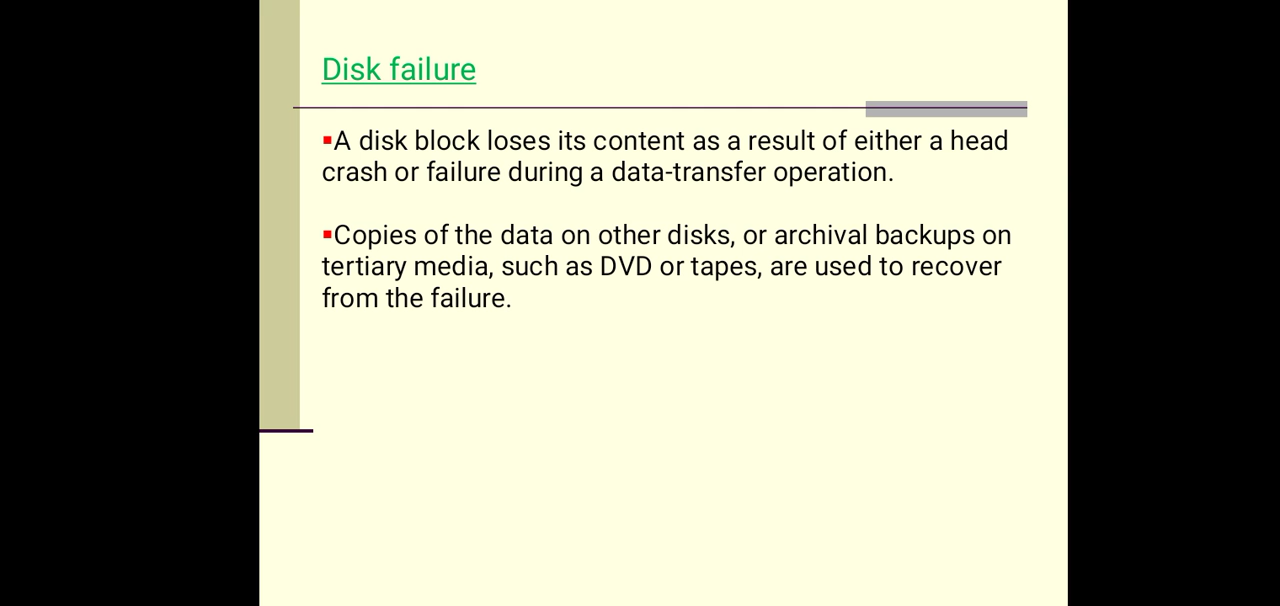 Disk failure
▪A disk block loses its content as a result of either a head
crash or failure during a data-transfer operation.
▪Copies of the data on other disks, or archival backups on
tertiary media, such as DVD or tapes, are used to recover
from the failure.